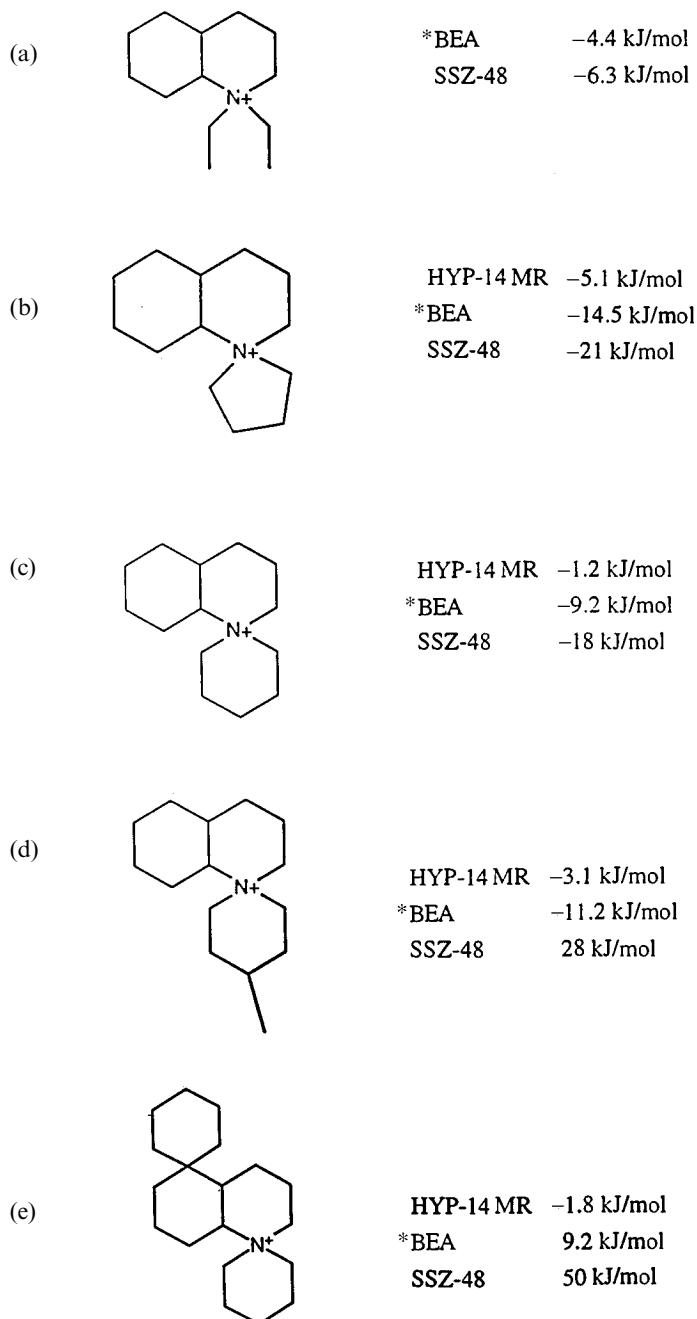 (a)
*BEA −4.4 kJ/mol
SSZ-48 −6.3 kJ/mol
N+
(b)
HYP-14 MR −5.1 kJ/mol
*BEA −14.5 kJ/mol
SSZ-48 −21 kJ/mol
N+
(c)
HYP-14 MR −1.2 kJ/mol
*BEA −9.2 kJ/mol
SSZ-48 −18 kJ/mol
N+
(d)
HYP-14 MR −3.1 kJ/mol
*BEA −11.2 kJ/mol
SSZ-48 28 kJ/mol
N+
(e)
HYP-14 MR −1.8 kJ/mol
*BEA 9.2 kJ/mol
SSZ-48 50 kJ/mol
N+